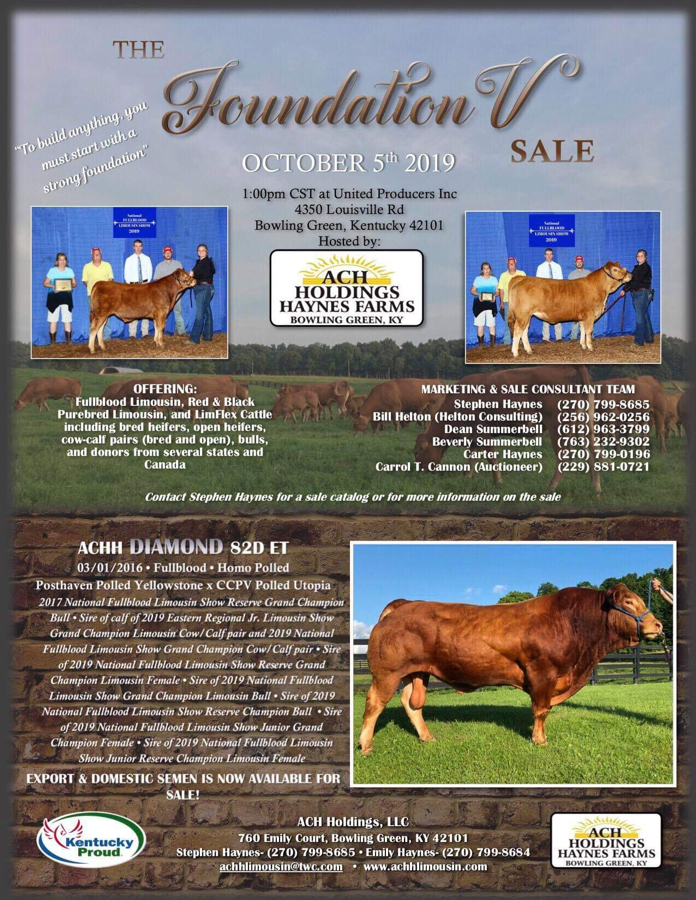 THE
Foundation V
SALE
"To build anything, you
must start with a
strong foundation"
OCTOBER 5th 2019
1:00pm CST at United Producers Inc
4350 Louisville Rd
Bowling Green, Kentucky 42101
Hosted by:
ACH
HOLDINGS
HAYNES FARMS
BOWLING GREEN, KY
National
FULLBLOOD
LIMOUSIN SHOW
2019
National
FULLBLOOD
LIMOUSIN SHOW
2019
OFFERING:
Fullblood Limousin, Red & Black
Purebred Limousin, and LimFlex Cattle
including bred heifers, open heifers,
cow-calf pairs (bred and open), bulls,
and donors from several states and
Canada
MARKETING & SALE CONSULTANT TEAM
Stephen Haynes (270) 799-8685
Bill Helton (Helton Consulting) (256) 962-0256
Dean Summerbell (612) 963-3799
Beverly Summerbell (763) 232-9302
Carter Haynes (270) 799-0196
Carrol T. Cannon (Auctioneer) (229) 881-0721
Contact Stephen Haynes for a sale catalog or for more information on the sale
ACHH DIAMOND 82D ET
03/01/2016 • Fullblood • Homo Polled
Posthaven Polled Yellowstone x CCPV Polled Utopia
2017 National Fullblood Limousin Show Reserve Grand Champion
Bull • Sire of calf of 2019 Eastern Regional Jr. Limousin Show
Grand Champion Limousin Cow/Calf pair and 2019 National
Fullblood Limousin Show Grand Champion Cow/Calf pair • Sire
of 2019 National Fullblood Limousin Show Reserve Grand
Champion Limousin Female • Sire of 2019 National Fullblood
Limousin Show Grand Champion Limousin Bull • Sire of 2019
National Fullblood Limousin Show Reserve Champion Bull • Sire
of 2019 National Fullblood Limousin Show Junior Grand
Champion Female • Sire of 2019 National Fullblood Limousin
Show Junior Reserve Champion Limousin Female
EXPORT & DOMESTIC SEMEN IS NOW AVAILABLE FOR
SALE!
Kentucky
Proud
ACH Holdings, LLC
760 Emily Court, Bowling Green, KY 42101
Stephen Haynes- (270) 799-8685 • Emily Haynes- (270) 799-8684
achhlimousin@twc.com • www.achhlimousin.com
ACH
HOLDINGS
HAYNES FARMS
BOWLING GREEN, KY